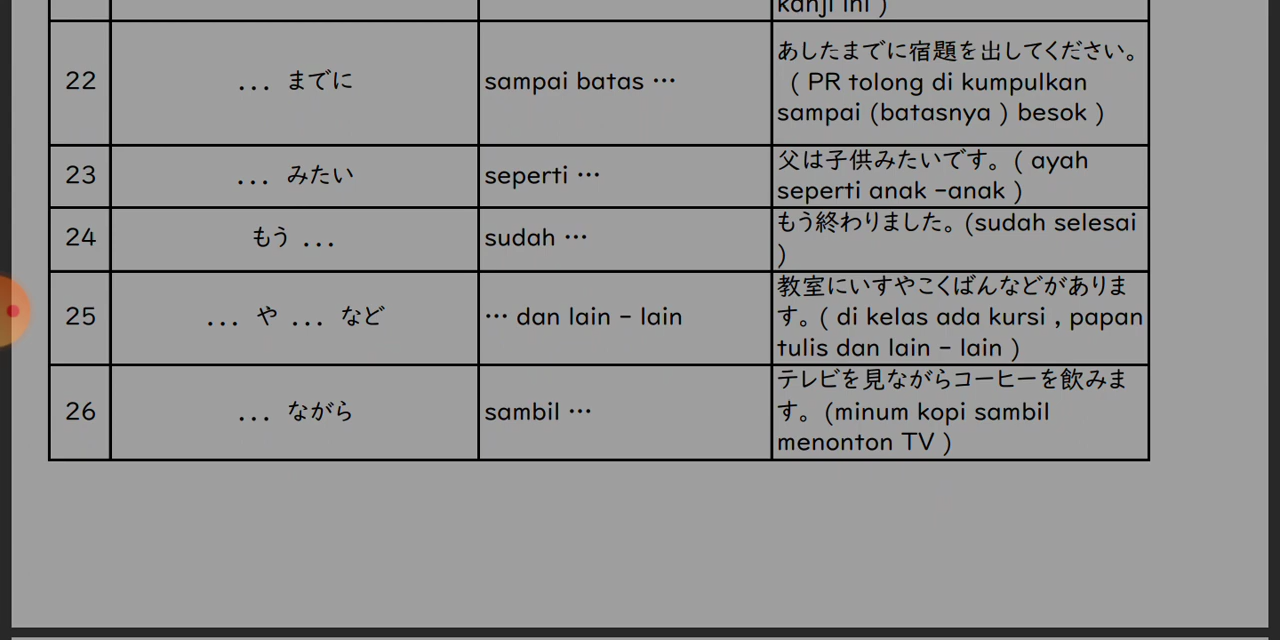 kanji ini )
22 ... までに sampai batas … あしたまでに宿題を出してください。
( PR tolong di kumpulkan
sampai (batasnya ) besok )
23 ... みたい seperti … 父は子供みたいです。( ayah
seperti anak –anak )
24 もう ... sudah … もう終わりました。(sudah selesai
)
25 ... や ... など … dan lain – lain 教室にいすやこくばんなどがありま
す。( di kelas ada kursi , papan
tulis dan lain – lain )
26 ... ながら sambil … テレビを見ながらコーヒーを飲みま
す。(minum kopi sambil
menonton TV )